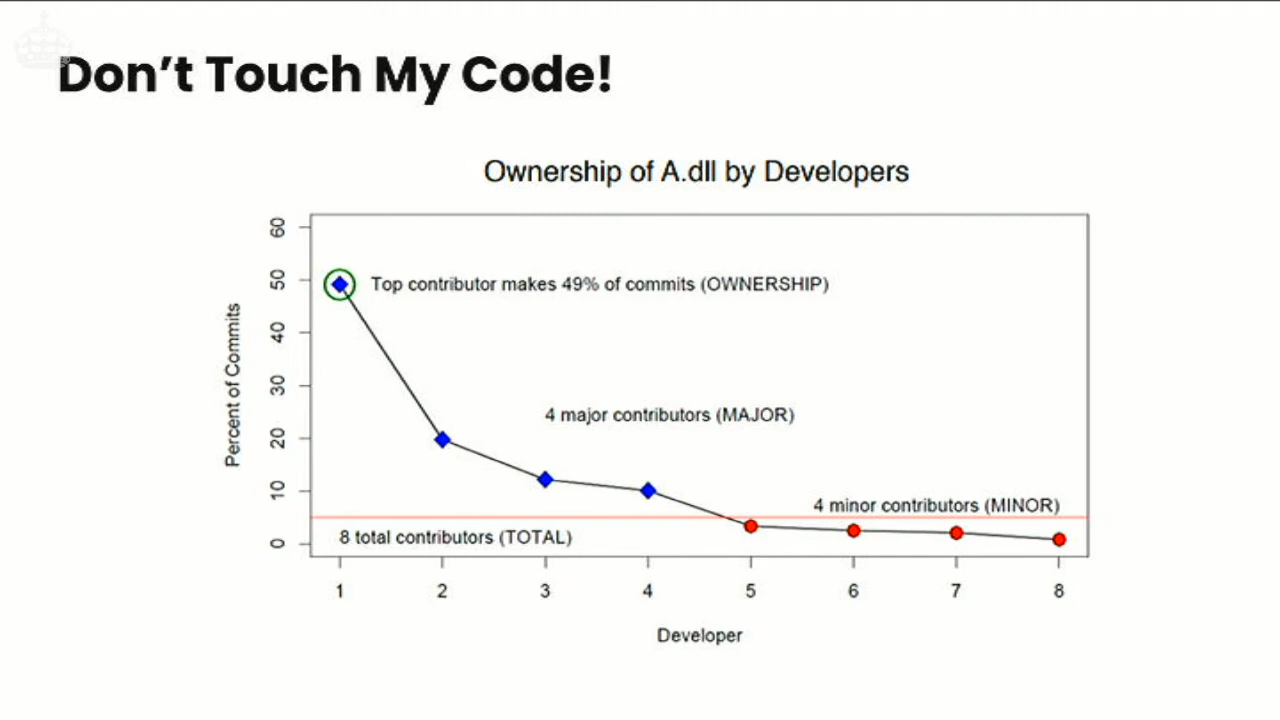 Don't Touch My Code!
Ownership of A.dll by Developers
Percent of Commits
60
50
40
30
20
10
0
Top contributor makes 49% of commits (OWNERSHIP)
4 major contributors (MAJOR)
4 minor contributors (MINOR)
8 total contributors (TOTAL)
1 2 3 4 5 6 7 8
Developer